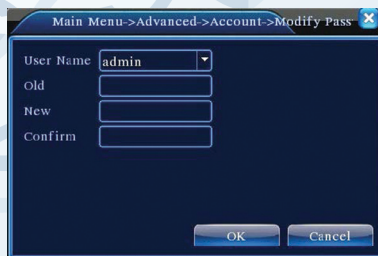 Main Menu->Advanced->Account->Modify Pass
User Name admin
Old
New
Confirm
OK Cancel